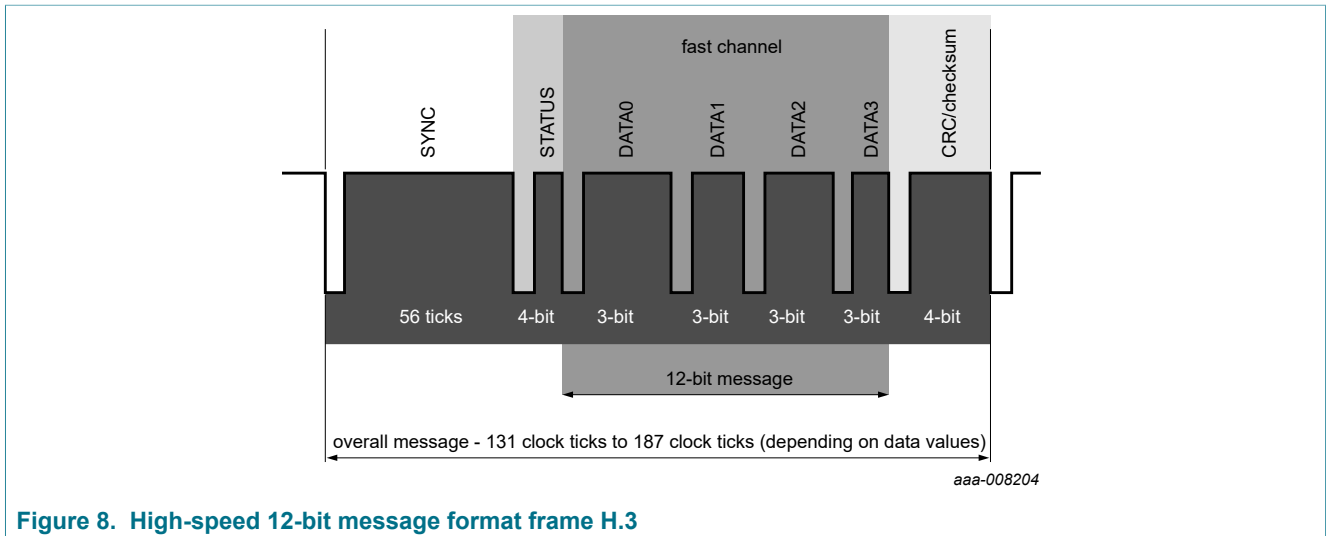 fast channel
SYNC
STATUS
DATA0
DATA1
DATA2
DATA3
CRC/checksum
56 ticks
4-bit
3-bit
3-bit
3-bit
3-bit
4-bit
12-bit message
overall message - 131 clock ticks to 187 clock ticks (depending on data values)
aaa-008204
Figure 8. High-speed 12-bit message format frame H.3